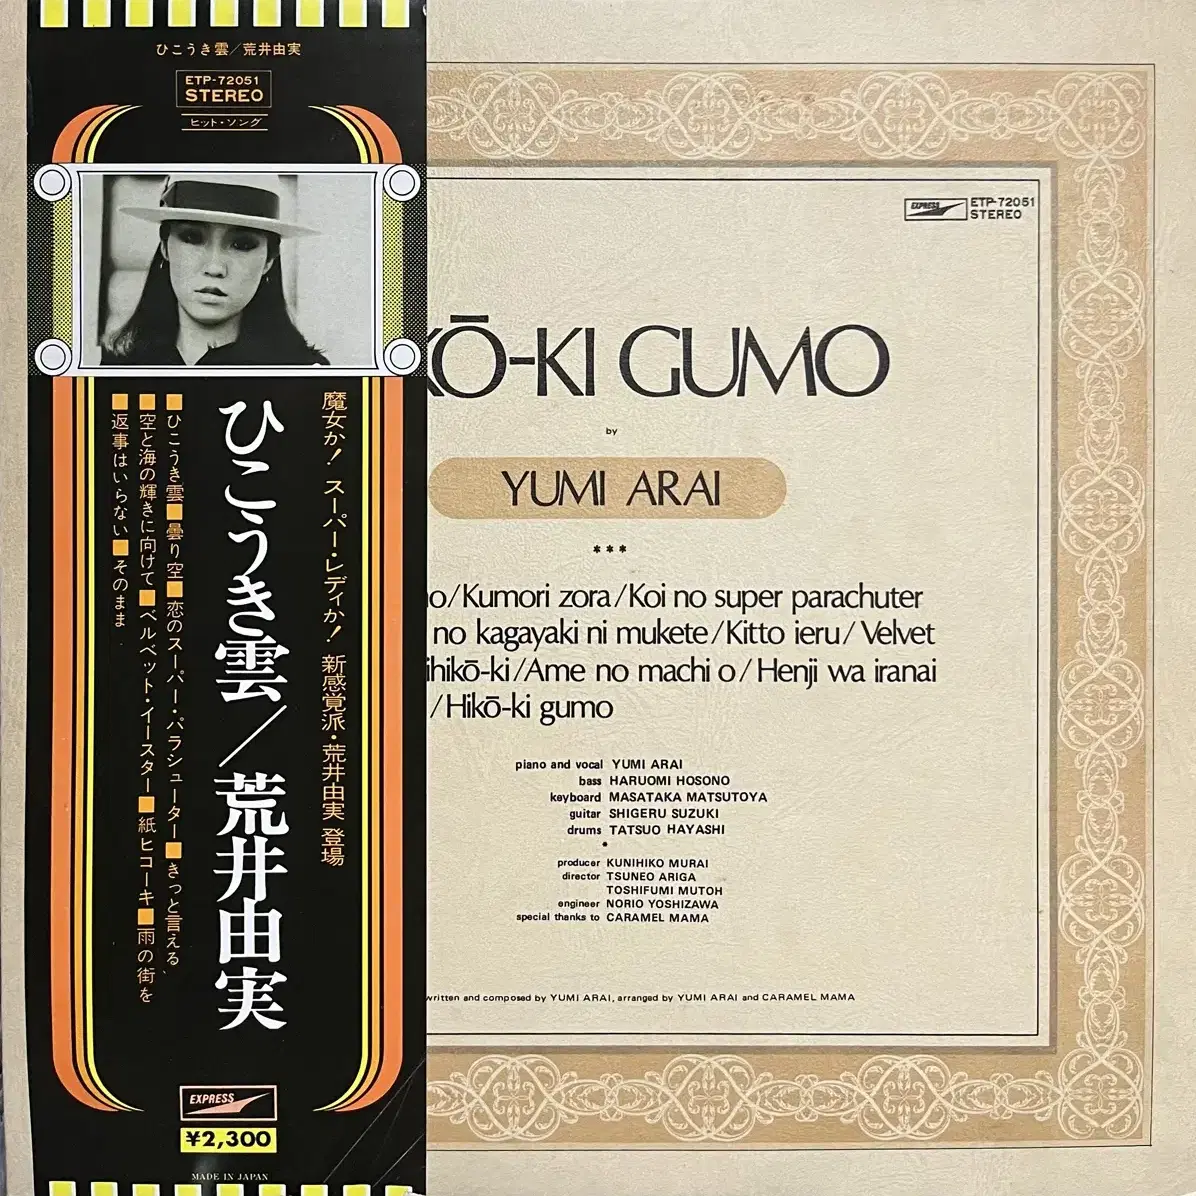 ひこうき雲/荒井由実
ETP-72051
STEREO
ヒット・ソング
魔女か!スーパー・レディか!新感覚派・荒井由実 登場
ひこうき雲/荒井由実
■ひこうき雲■曇り空■恋のスーパー・パラシューター■きっと言える
■空と海の輝きに向けて■ベルベット・イースター■紙ヒコーキ■雨の街を
■返事はいらない■そのまま
EXPRESS
¥2,300
MADE IN JAPAN
EXPRESS
ETP-72051
STEREO
KŌ-KI GUMO
by
YUMI ARAI
***
no/Kumori zora/Koi no super parachuter
no kagayaki ni mukete/Kitto ieru/Velvet
ihikō-ki/Ame no machi o/Henji wa iranai
/Hikō-ki gumo
piano and vocal YUMI ARAI
bass HARUOMI HOSONO
keyboard MASATAKA MATSUTOYA
guitar SHIGERU SUZUKI
drums TATSUO HAYASHI
*
producer KUNIHIKO MURAI
director TSUNEO ARIGA
TOSHIFUMI MUTOH
engineer NORIO YOSHIZAWA
special thanks to CARAMEL MAMA
written and composed by YUMI ARAI, arranged by YUMI ARAI and CARAMEL MAMA